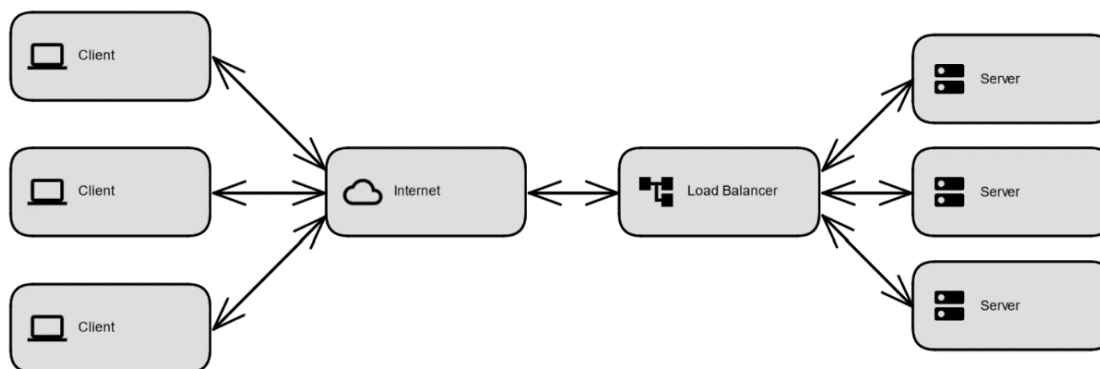 Client
Client
Client
Internet
Load Balancer
Server
Server
Server